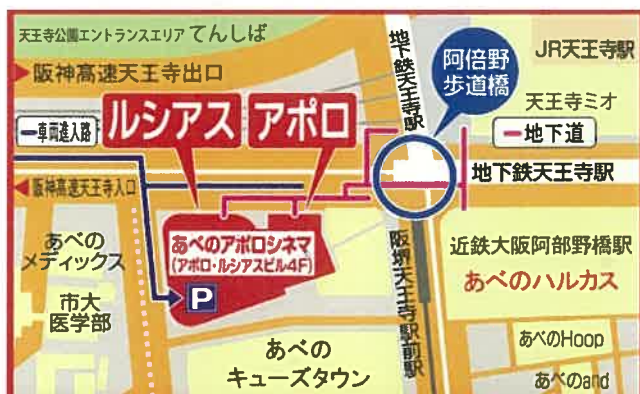 天王寺公園エントランスエリア てんしば
阪神高速天王寺出口
地下鉄天王寺駅
阿倍野
歩道橋
JR天王寺駅
天王寺ミオ
車両進入路
ルシアス
アポロ
地下道
地下鉄天王寺駅
阪神高速天王寺入口
あべの
メディックス
あべのアポロシネマ
(アポロ・ルシアスビル4F)
P
市大
医学部
阪堺天王寺駅前駅
近鉄大阪阿部野橋駅
あべのハルカス
あべの
キューズタウン
あべのHoop
あべのand